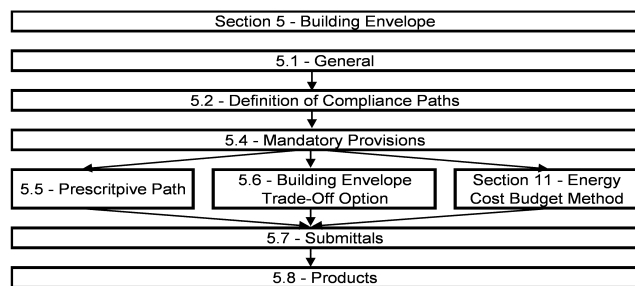 Section 5 - Building Envelope
5.1 - General
5.2 - Definition of Compliance Paths
5.4 - Mandatory Provisions
5.5 - Prescritpive Path
5.6 - Building Envelope
Trade-Off Option
Section 11 - Energy
Cost Budget Method
5.7 - Submittals
5.8 - Products